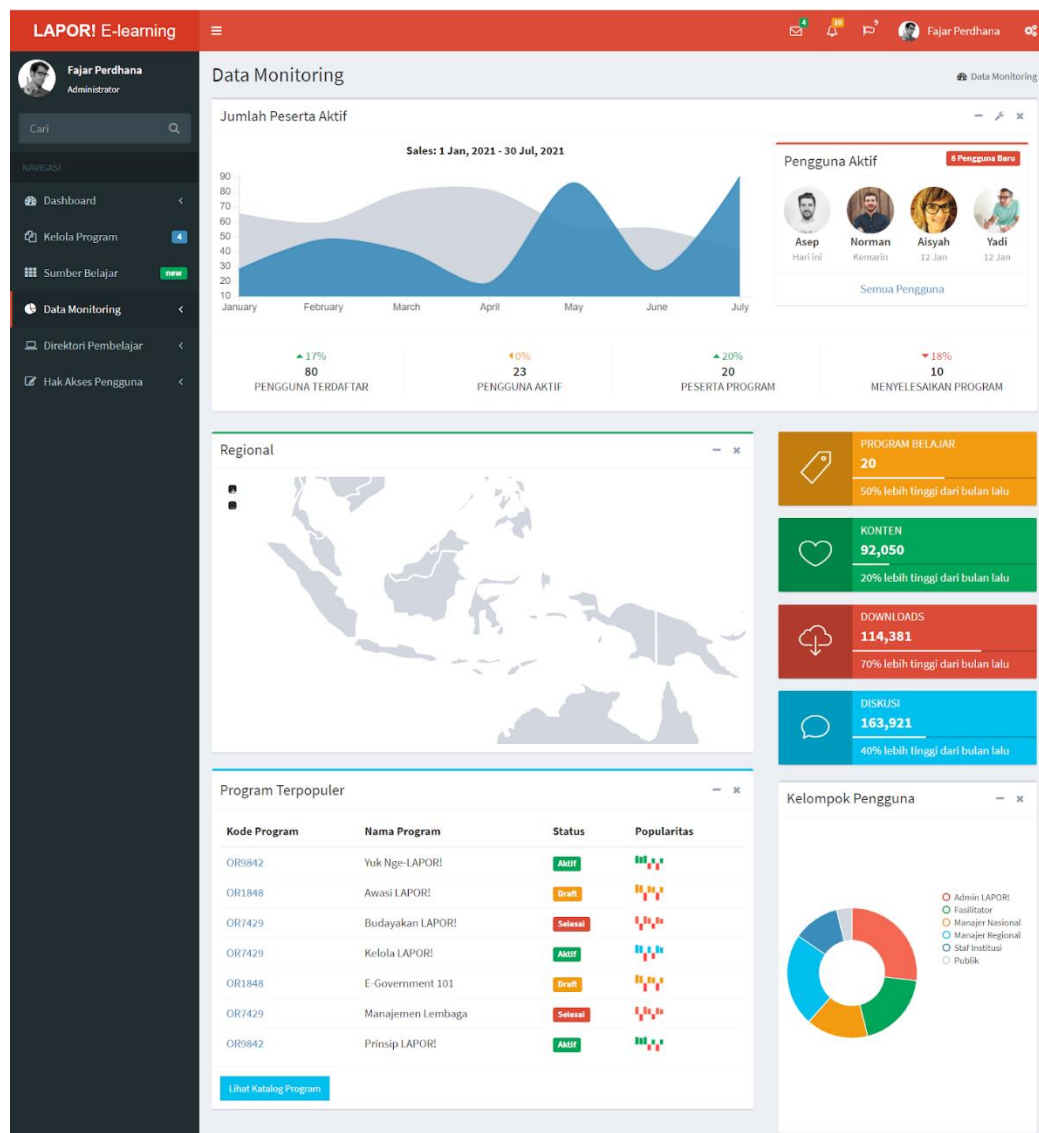 LAPOR! E-learning
4
10
9
Fajar Perdhana
Fajar Perdhana
Administrator
Cari
NAVIGASI
Dashboard
Kelola Program 4
Sumber Belajar new
Data Monitoring
Direktori Pembelajar
Hak Akses Pengguna
Data Monitoring
Data Monitoring
Jumlah Peserta Aktif
Sales: 1 Jan, 2021 - 30 Jul, 2021
90
80
70
60
50
40
30
20
10
January February March April May June July
Pengguna Aktif
8 Pengguna Baru
Asep Norman Aisyah Yadi
Hari ini Kemarin 12 Jan 12 Jan
Semua Pengguna
17% 0% 20% 18%
80 23 20 10
PENGGUNA TERDAFTAR PENGGUNA AKTIF PESERTA PROGRAM MENYELESAIKAN PROGRAM
Regional
PROGRAM BELAJAR
20
50% lebih tinggi dari bulan lalu
KONTEN
92,050
20% lebih tinggi dari bulan lalu
DOWNLOADS
114,381
70% lebih tinggi dari bulan lalu
DISKUSI
163,921
40% lebih tinggi dari bulan lalu
Program Terpopuler
Kode Program Nama Program Status Popularitas
OR9842 Yuk Nge-LAPOR! Aktif
OR1848 Awasi LAPOR! Draft
OR7429 Budayakan LAPOR! Selesai
OR7429 Kelola LAPOR! Aktif
OR1848 E-Government 101 Draft
OR7429 Manajemen Lembaga Selesai
OR9842 Prinsip LAPOR! Aktif
Lihat Katalog Program
Kelompok Pengguna
Admin LAPOR!
Fasilitator
Manajer Nasional
Manajer Regional
Staf Institusi
Publik